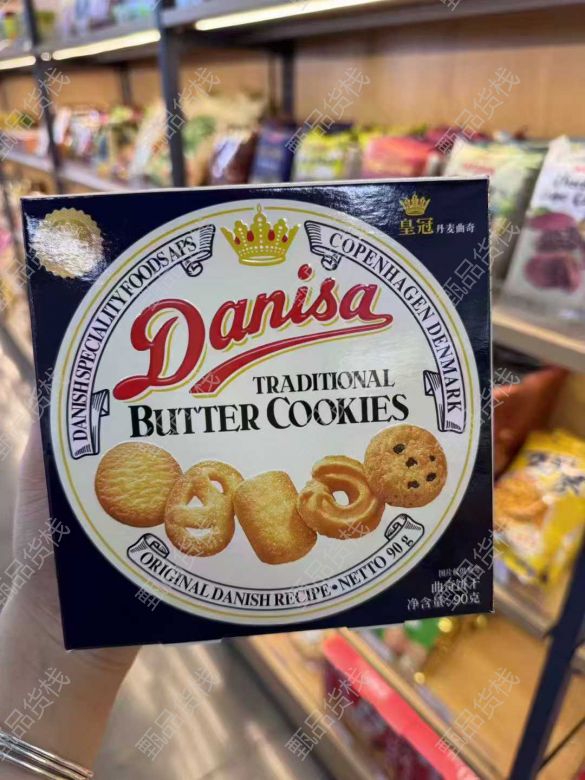 皇冠丹麦曲奇
DANISH SPECIALITY FOODS APS
COPENHAGEN DENMARK
Danisa
TRADITIONAL
BUTTER COOKIES
ORIGINAL DANISH RECIPE • NETTO 90 g
曲奇饼干
净含量:90克
甄品货栈